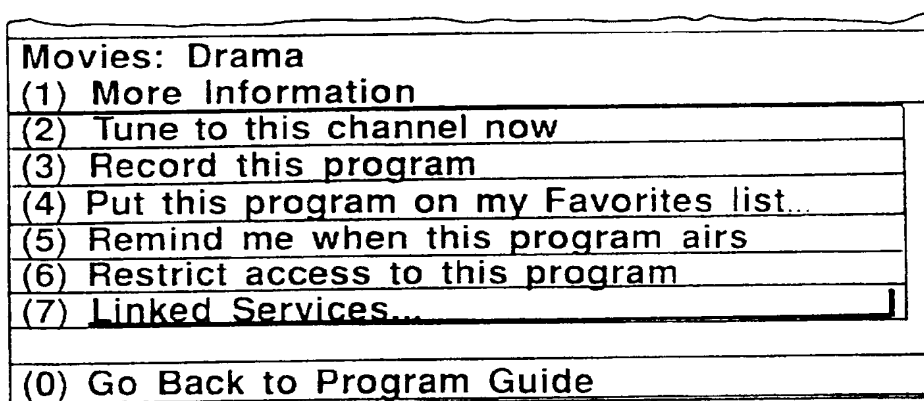 Movies: Drama
(1) More Information
(2) Tune to this channel now
(3) Record this program
(4) Put this program on my Favorites list...
(5) Remind me when this program airs
(6) Restrict access to this program
(7) Linked Services...
(0) Go Back to Program Guide